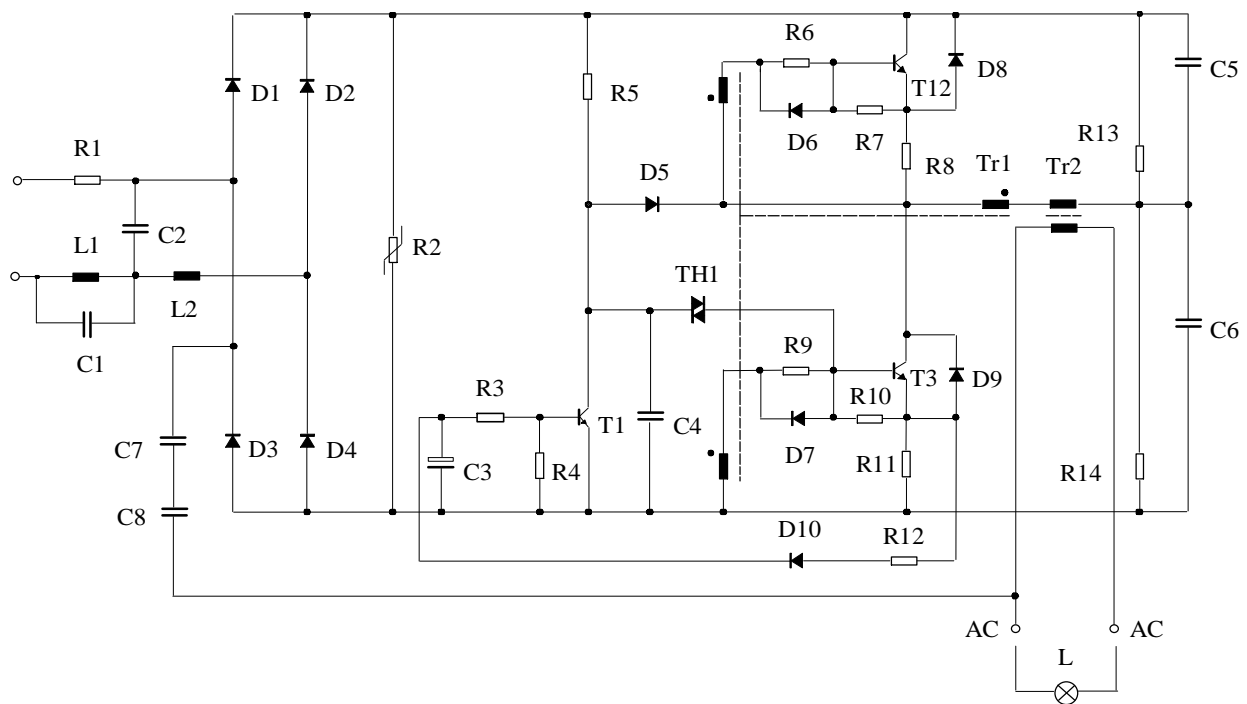 R6
D8
C5
T12
D1
D2
R5
D6
R7
R13
R1
R8
Tr1
Tr2
D5
C2
R2
L1
TH1
L2
C6
C1
R9
T3
D9
R3
R10
T1
C4
C7
D3
D4
D7
R11
C3
R4
R14
C8
D10
R12
AC
AC
L